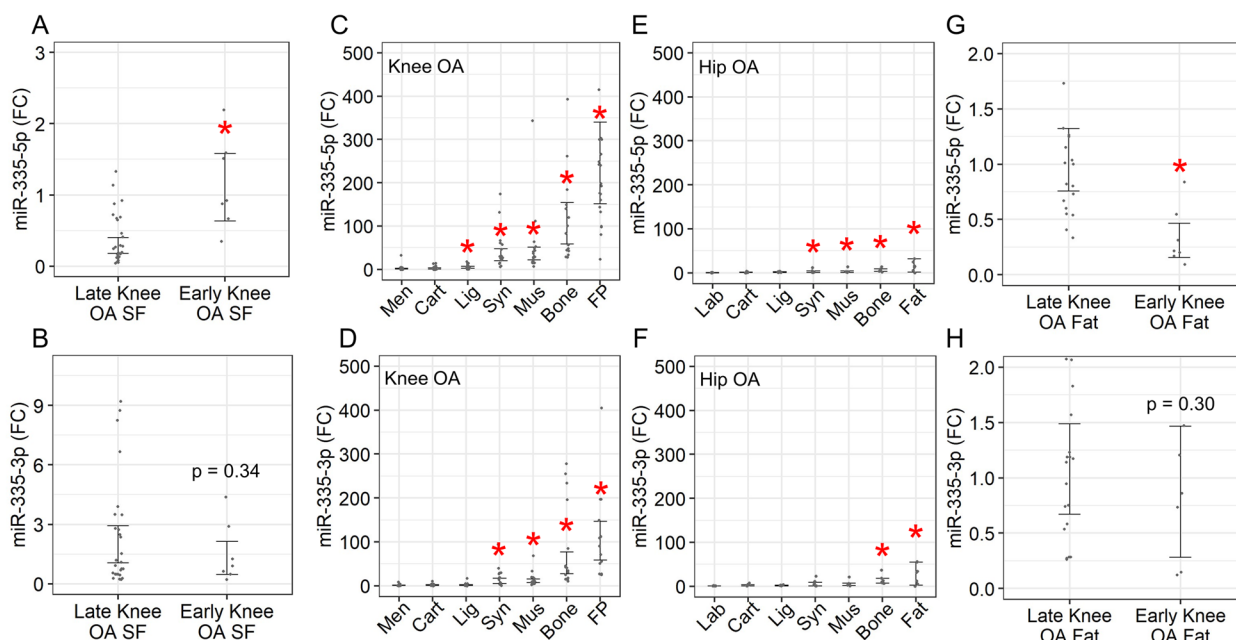 A
miR-335-5p (FC)
3
2
1
0
*
Late Knee
OA SF
Early Knee
OA SF
C
miR-335-5p (FC)
500
400
300
200
100
0
Knee OA
*
*
*
*
*
Men
Cart
Lig
Syn
Mus
Bone
FP
E
miR-335-5p (FC)
500
400
300
200
100
0
Hip OA
*
*
*
*
Lab
Cart
Lig
Syn
Mus
Bone
Fat
G
miR-335-5p (FC)
2.0
1.5
1.0
0.5
0.0
*
Late Knee
OA Fat
Early Knee
OA Fat
B
miR-335-3p (FC)
9
6
3
0
p = 0.34
Late Knee
OA SF
Early Knee
OA SF
D
miR-335-3p (FC)
500
400
300
200
100
0
Knee OA
*
*
*
*
Men
Cart
Lig
Syn
Mus
Bone
FP
F
miR-335-3p (FC)
500
400
300
200
100
0
Hip OA
*
*
Lab
Cart
Lig
Syn
Mus
Bone
Fat
H
miR-335-3p (FC)
2.0
1.5
1.0
0.5
0.0
p = 0.30
Late Knee
OA Fat
Early Knee
OA Fat